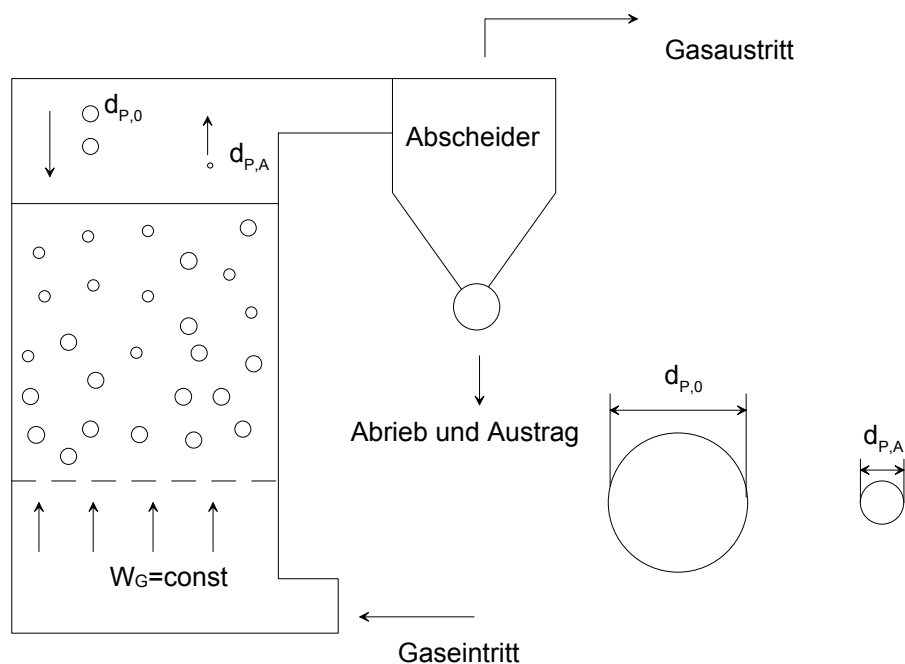 Gasaustritt
d_P,0
d_P,A
Abscheider
d_P,0
d_P,A
Abrieb und Austrag
W_G=const
Gaseintritt